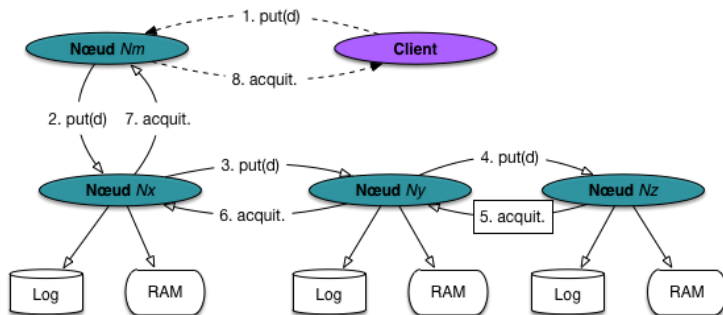 1. put(d)
Nœud Nm
Client
8. acquit.
2. put(d)
7. acquit.
3. put(d)
4. put(d)
Nœud Nx
Nœud Ny
Nœud Nz
6. acquit.
5. acquit.
Log
RAM
Log
RAM
Log
RAM